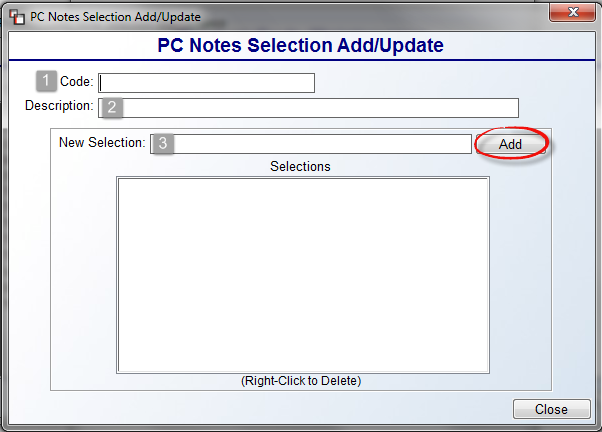 PC Notes Selection Add/Update
PC Notes Selection Add/Update
1 Code:
Description: 2
New Selection: 3 Add
Selections
(Right-Click to Delete)
Close